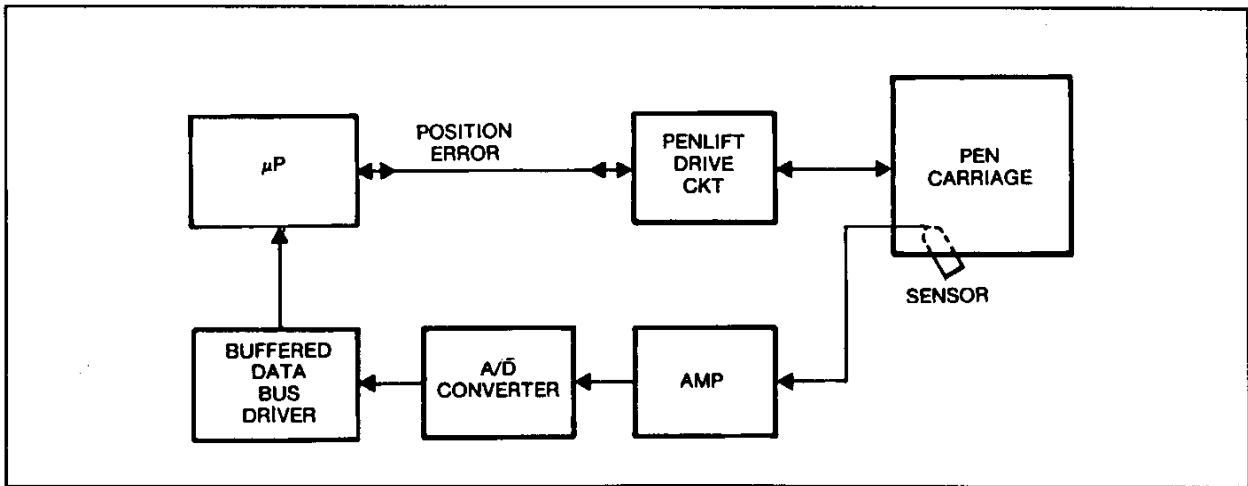 µP
POSITION
ERROR
PENLIFT
DRIVE
CKT
PEN
CARRIAGE
SENSOR
BUFFERED
DATA
BUS
DRIVER
A/D
CONVERTER
AMP